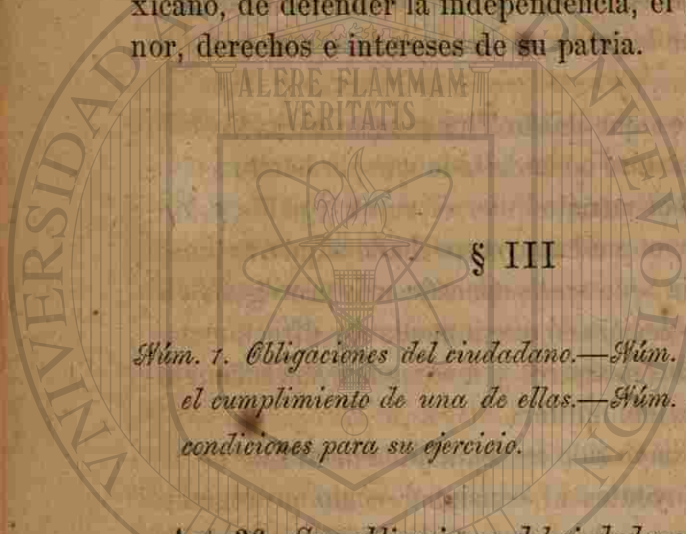 xicano, de defender la independencia, el
nor, derechos e intereses de su patria.
ALERE FLAMMAM
VERITATIS
§ III
Núm. 1. Obligaciones del ciudadano.—Núm.
el cumplimiento de una de ellas.—Núm.
condiciones para su ejercicio.